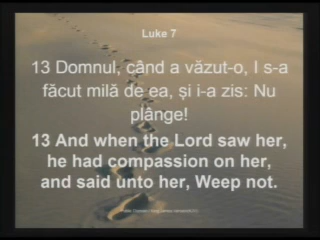 Luke 7
13 Domnul, când a văzut-o, I s-a
făcut milă de ea, și i-a zis: Nu
plânge!
13 And when the Lord saw her,
he had compassion on her,
and said unto her, Weep not.